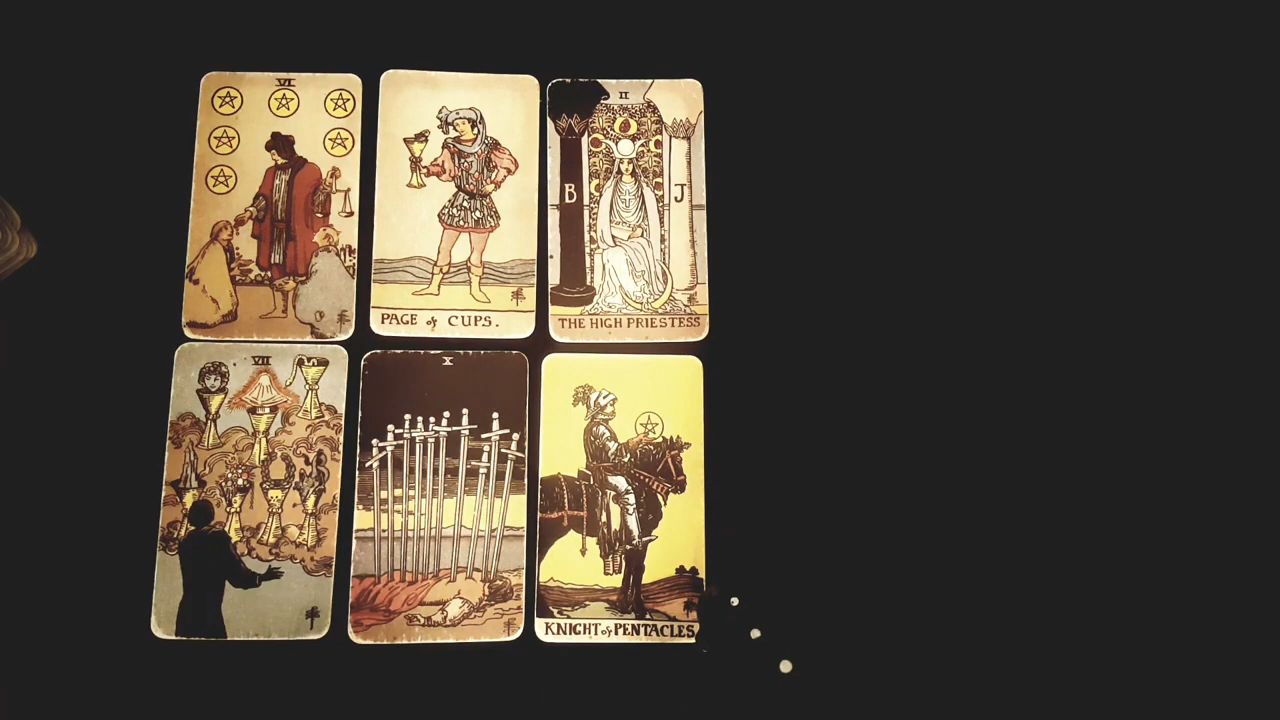 VI
PAGE of CUPS.
II
B J
THE HIGH PRIESTESS
VII
X
KNIGHT of PENTACLES